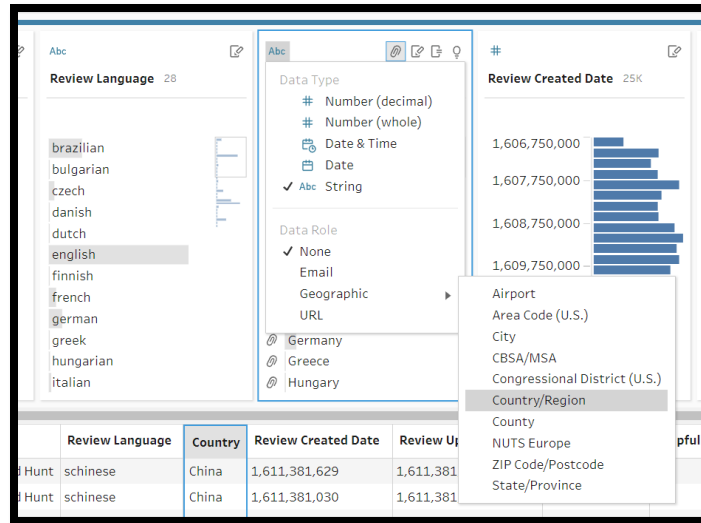 Abc
Review Language 28
brazilian
bulgarian
czech
danish
dutch
english
finnish
french
german
greek
hungarian
italian
Abc
Data Type
# Number (decimal)
# Number (whole)
Date & Time
Date
✓ Abc String
Data Role
✓ None
Email
Geographic
URL
Germany
Greece
Hungary
Airport
Area Code (U.S.)
City
CBSA/MSA
Congressional District (U.S.)
Country/Region
County
NUTS Europe
ZIP Code/Postcode
State/Province
#
Review Created Date 25K
1,606,750,000
1,607,750,000
1,608,750,000
1,609,750,000
Review Language Country Review Created Date Review Up pful
d Hunt schinese China 1,611,381,629 1,611,381
d Hunt schinese China 1,611,381,030 1,611,381